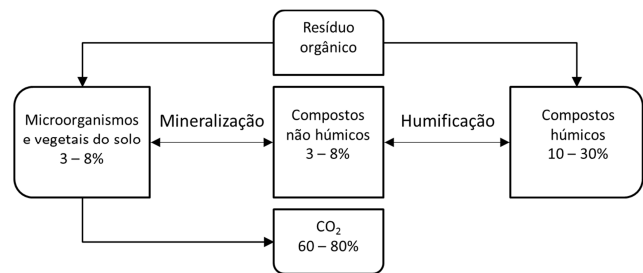 Resíduo
orgânico
Microorganismos
e vegetais do solo
3 – 8%
Mineralização
Compostos
não húmicos
3 – 8%
Humificação
Compostos
húmicos
10 – 30%
CO₂
60 – 80%